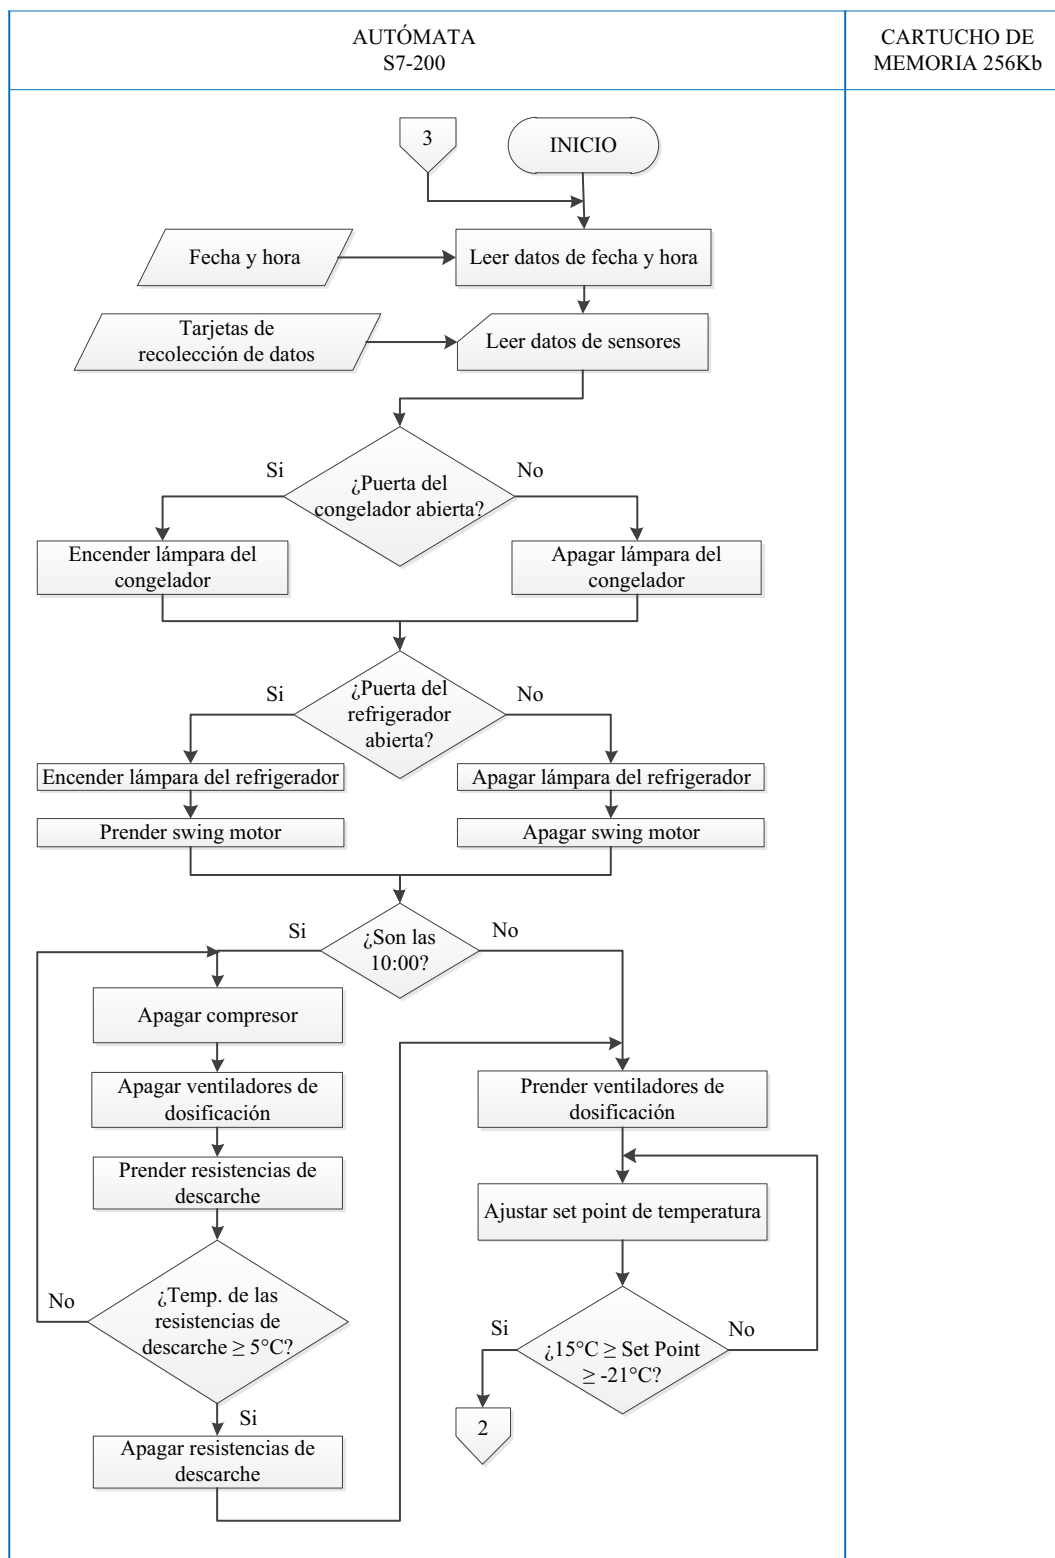 AUTÓMATA
S7-200
CARTUCHO DE
MEMORIA 256Kb
3
INICIO
Fecha y hora
Leer datos de fecha y hora
Tarjetas de
recolección de datos
Leer datos de sensores
Si
No
¿Puerta del
congelador abierta?
Encender lámpara del
congelador
Apagar lámpara del
congelador
Si
No
¿Puerta del
refrigerador
abierta?
Encender lámpara del refrigerador
Apagar lámpara del refrigerador
Prender swing motor
Apagar swing motor
Si
No
¿Son las
10:00?
Apagar compresor
Apagar ventiladores de
dosificación
Prender ventiladores de
dosificación
Prender resistencias de
descarche
Ajustar set point de temperatura
No
¿Temp. de las
resistencias de
descarche ≥ 5°C?
Si
No
¿15°C ≥ Set Point
≥ -21°C?
Si
2
Apagar resistencias de
descarche